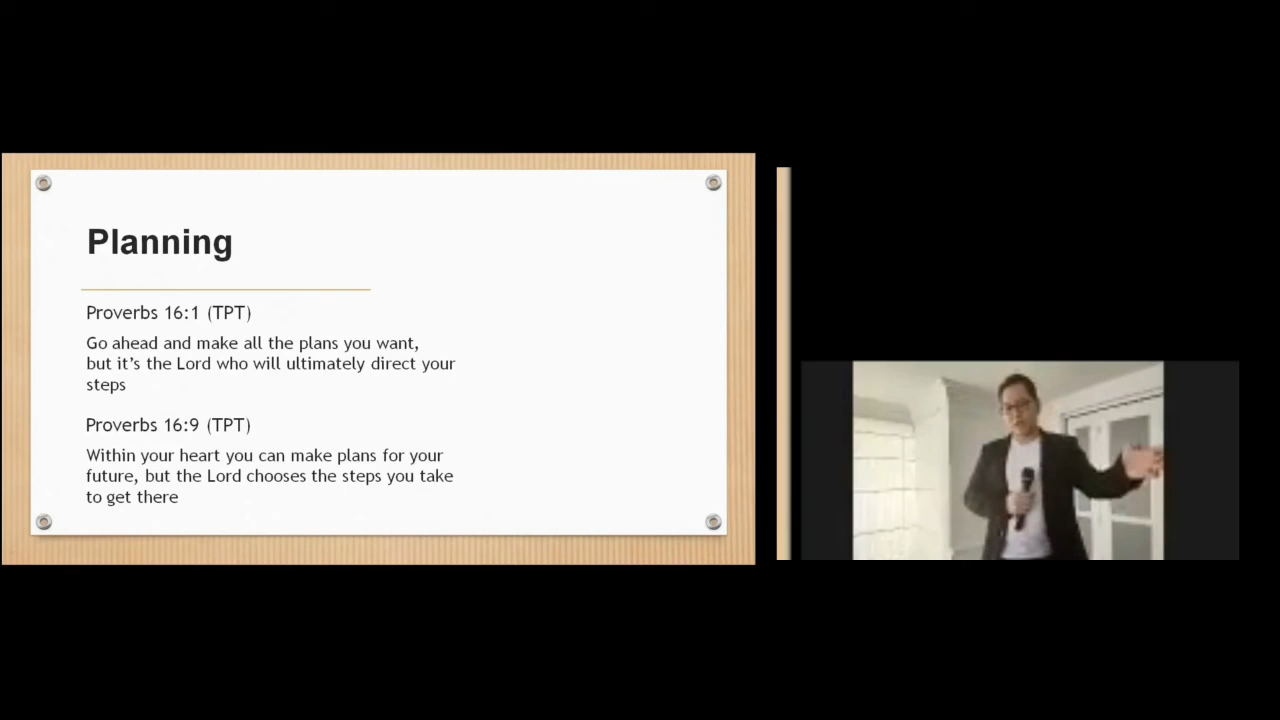 Planning
Proverbs 16:1 (TPT)
Go ahead and make all the plans you want,
but it’s the Lord who will ultimately direct your
steps
Proverbs 16:9 (TPT)
Within your heart you can make plans for your
future, but the Lord chooses the steps you take
to get there